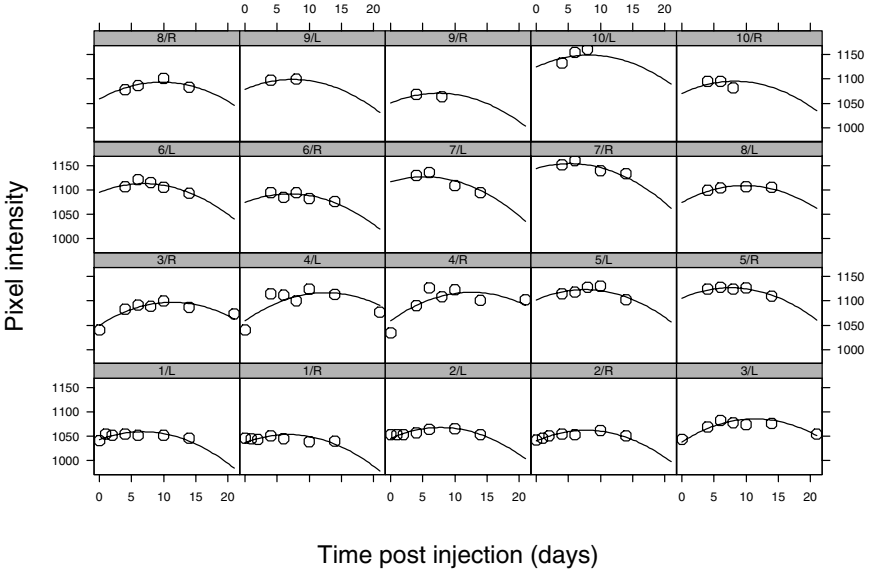 0 5 10 15 20 0 5 10 15 20
8/R 9/L 9/R 10/L 10/R
1150
1100
1050
1000
6/L 6/R 7/L 7/R 8/L
1150
1100
1050
1000
3/R 4/L 4/R 5/L 5/R
1150
1100
1050
1000
1/L 1/R 2/L 2/R 3/L
1150
1100
1050
1000
0 5 10 15 20 0 5 10 15 20 0 5 10 15 20
Pixel intensity
Time post injection (days)